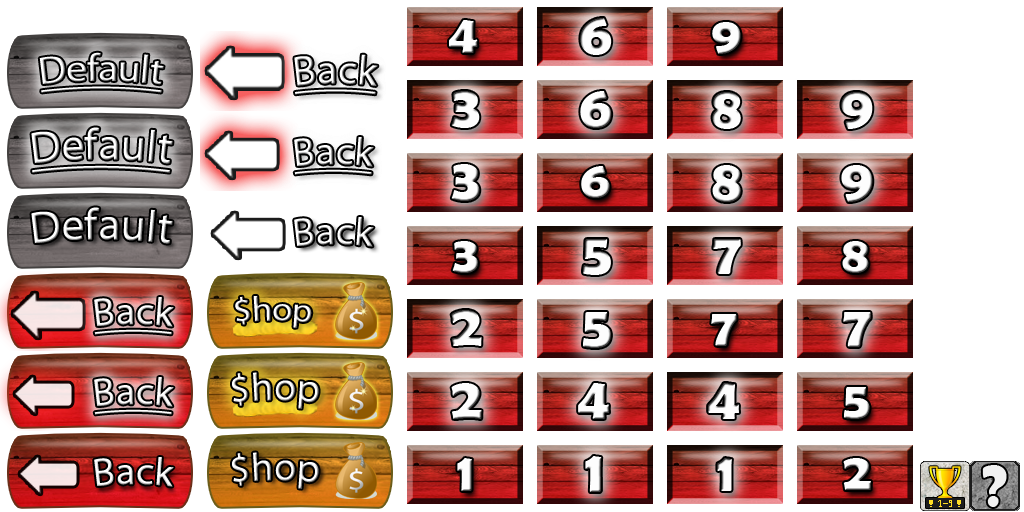 Default
Back
4 6 9
Default
Back
3 6 8 9
Default
Back
3 6 8 9
3 5 7 8
Back
$hop
$
2 5 7 7
Back
$hop
$
2 4 4 5
Back
$hop
$
1 1 1 2
1-9
?